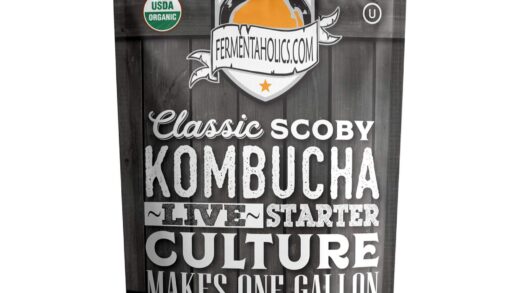 USDA
ORGANIC
U
FERMENTAHOLICS.COM
Classic SCOBY
KOMBUCHA
~LIVE~ STARTER
CULTURE
MAKES ONE GALLON